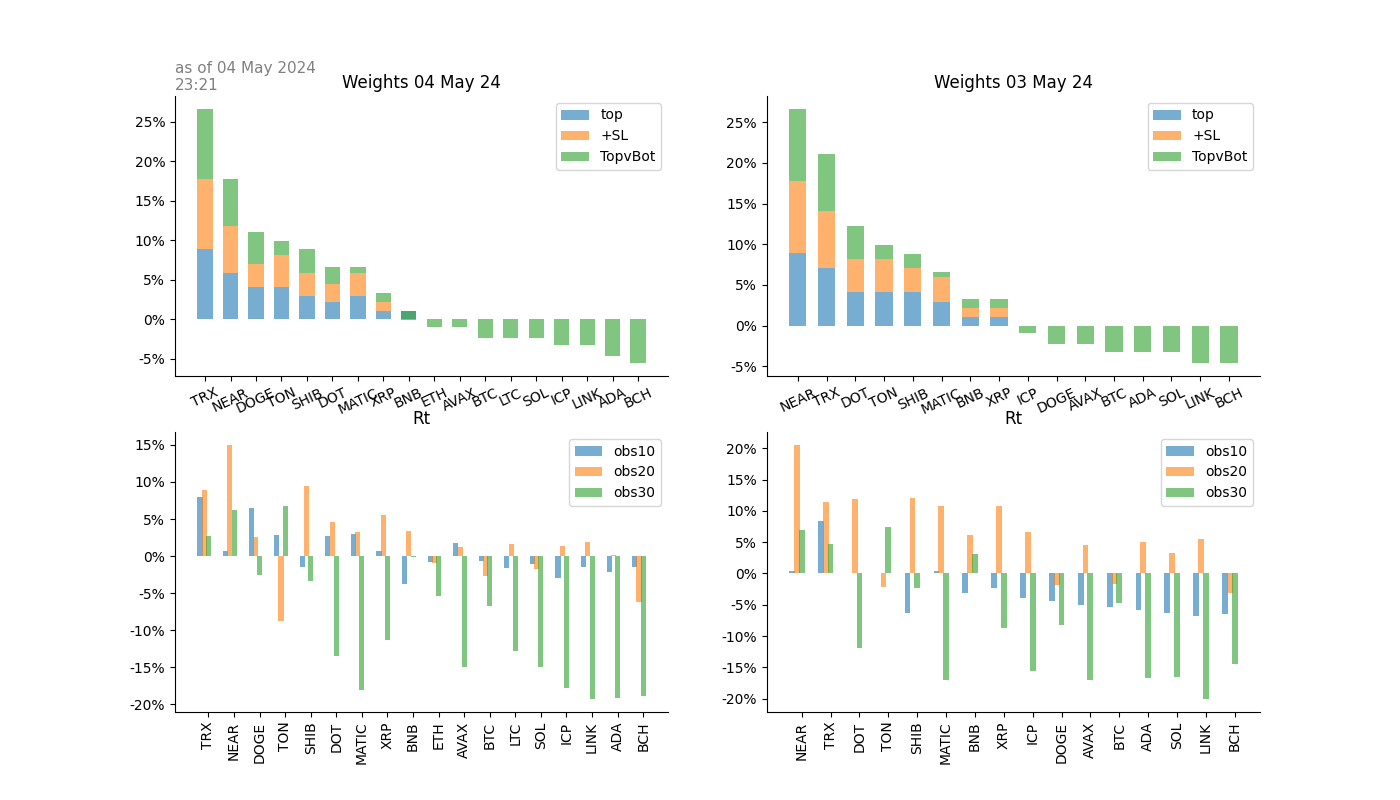 as of 04 May 2024
23:21
Weights 04 May 24
25%
20%
15%
10%
5%
0%
-5%
top
+SL
TopvBot
TRX NEAR DOGE TON SHIB DOT MATIC XRP BNB ETH AVAX BTC LTC SOL ICP LINK ADA BCH
Weights 03 May 24
25%
20%
15%
10%
5%
0%
-5%
top
+SL
TopvBot
NEAR TRX DOT TON SHIB MATIC BNB XRP ICP DOGE AVAX BTC ADA SOL LINK BCH
Rt
15%
10%
5%
0%
-5%
-10%
-15%
-20%
obs10
obs20
obs30
TRX NEAR DOGE TON SHIB DOT MATIC XRP BNB ETH AVAX BTC LTC SOL ICP LINK ADA BCH
Rt
20%
15%
10%
5%
0%
-5%
-10%
-15%
-20%
obs10
obs20
obs30
NEAR TRX DOT TON SHIB MATIC BNB XRP ICP DOGE AVAX BTC ADA SOL LINK BCH